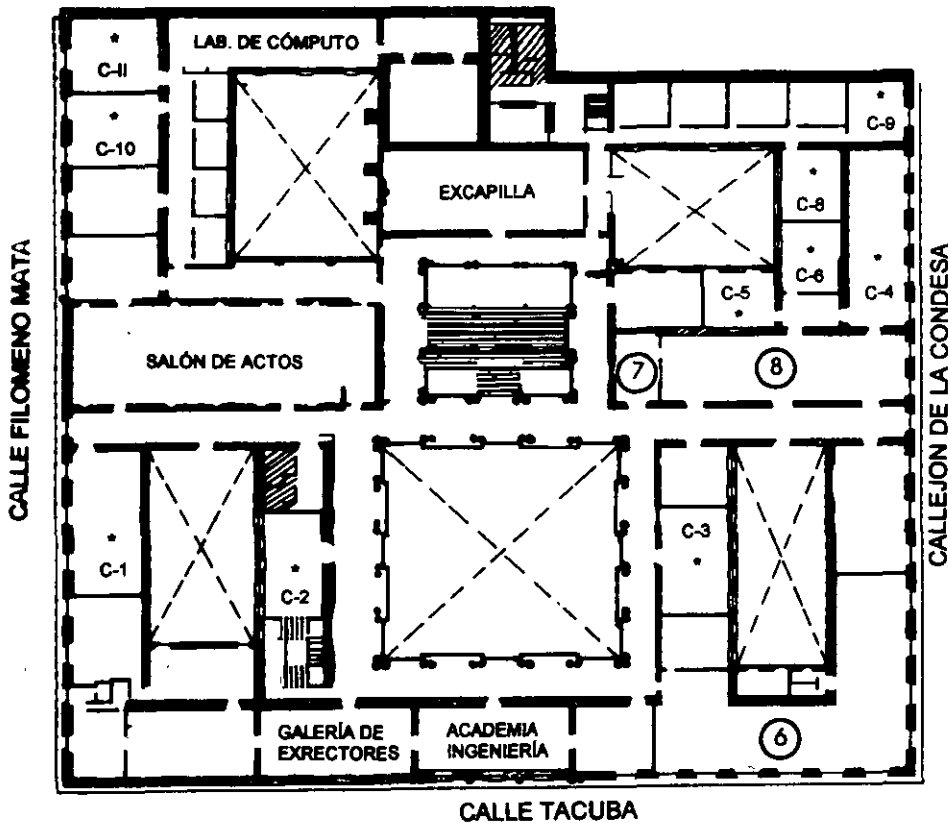 LAB. DE CÓMPUTO
C-11
C-10
C-9
EXCAPILLA
C-8
C-6
C-5
C-4
CALLE FILOMENO MATA
SALÓN DE ACTOS
7
8
CALLEJON DE LA CONDESA
C-1
C-2
C-3
GALERÍA DE
EXRECTORES
ACADEMIA
INGENIERÍA
6
CALLE TACUBA